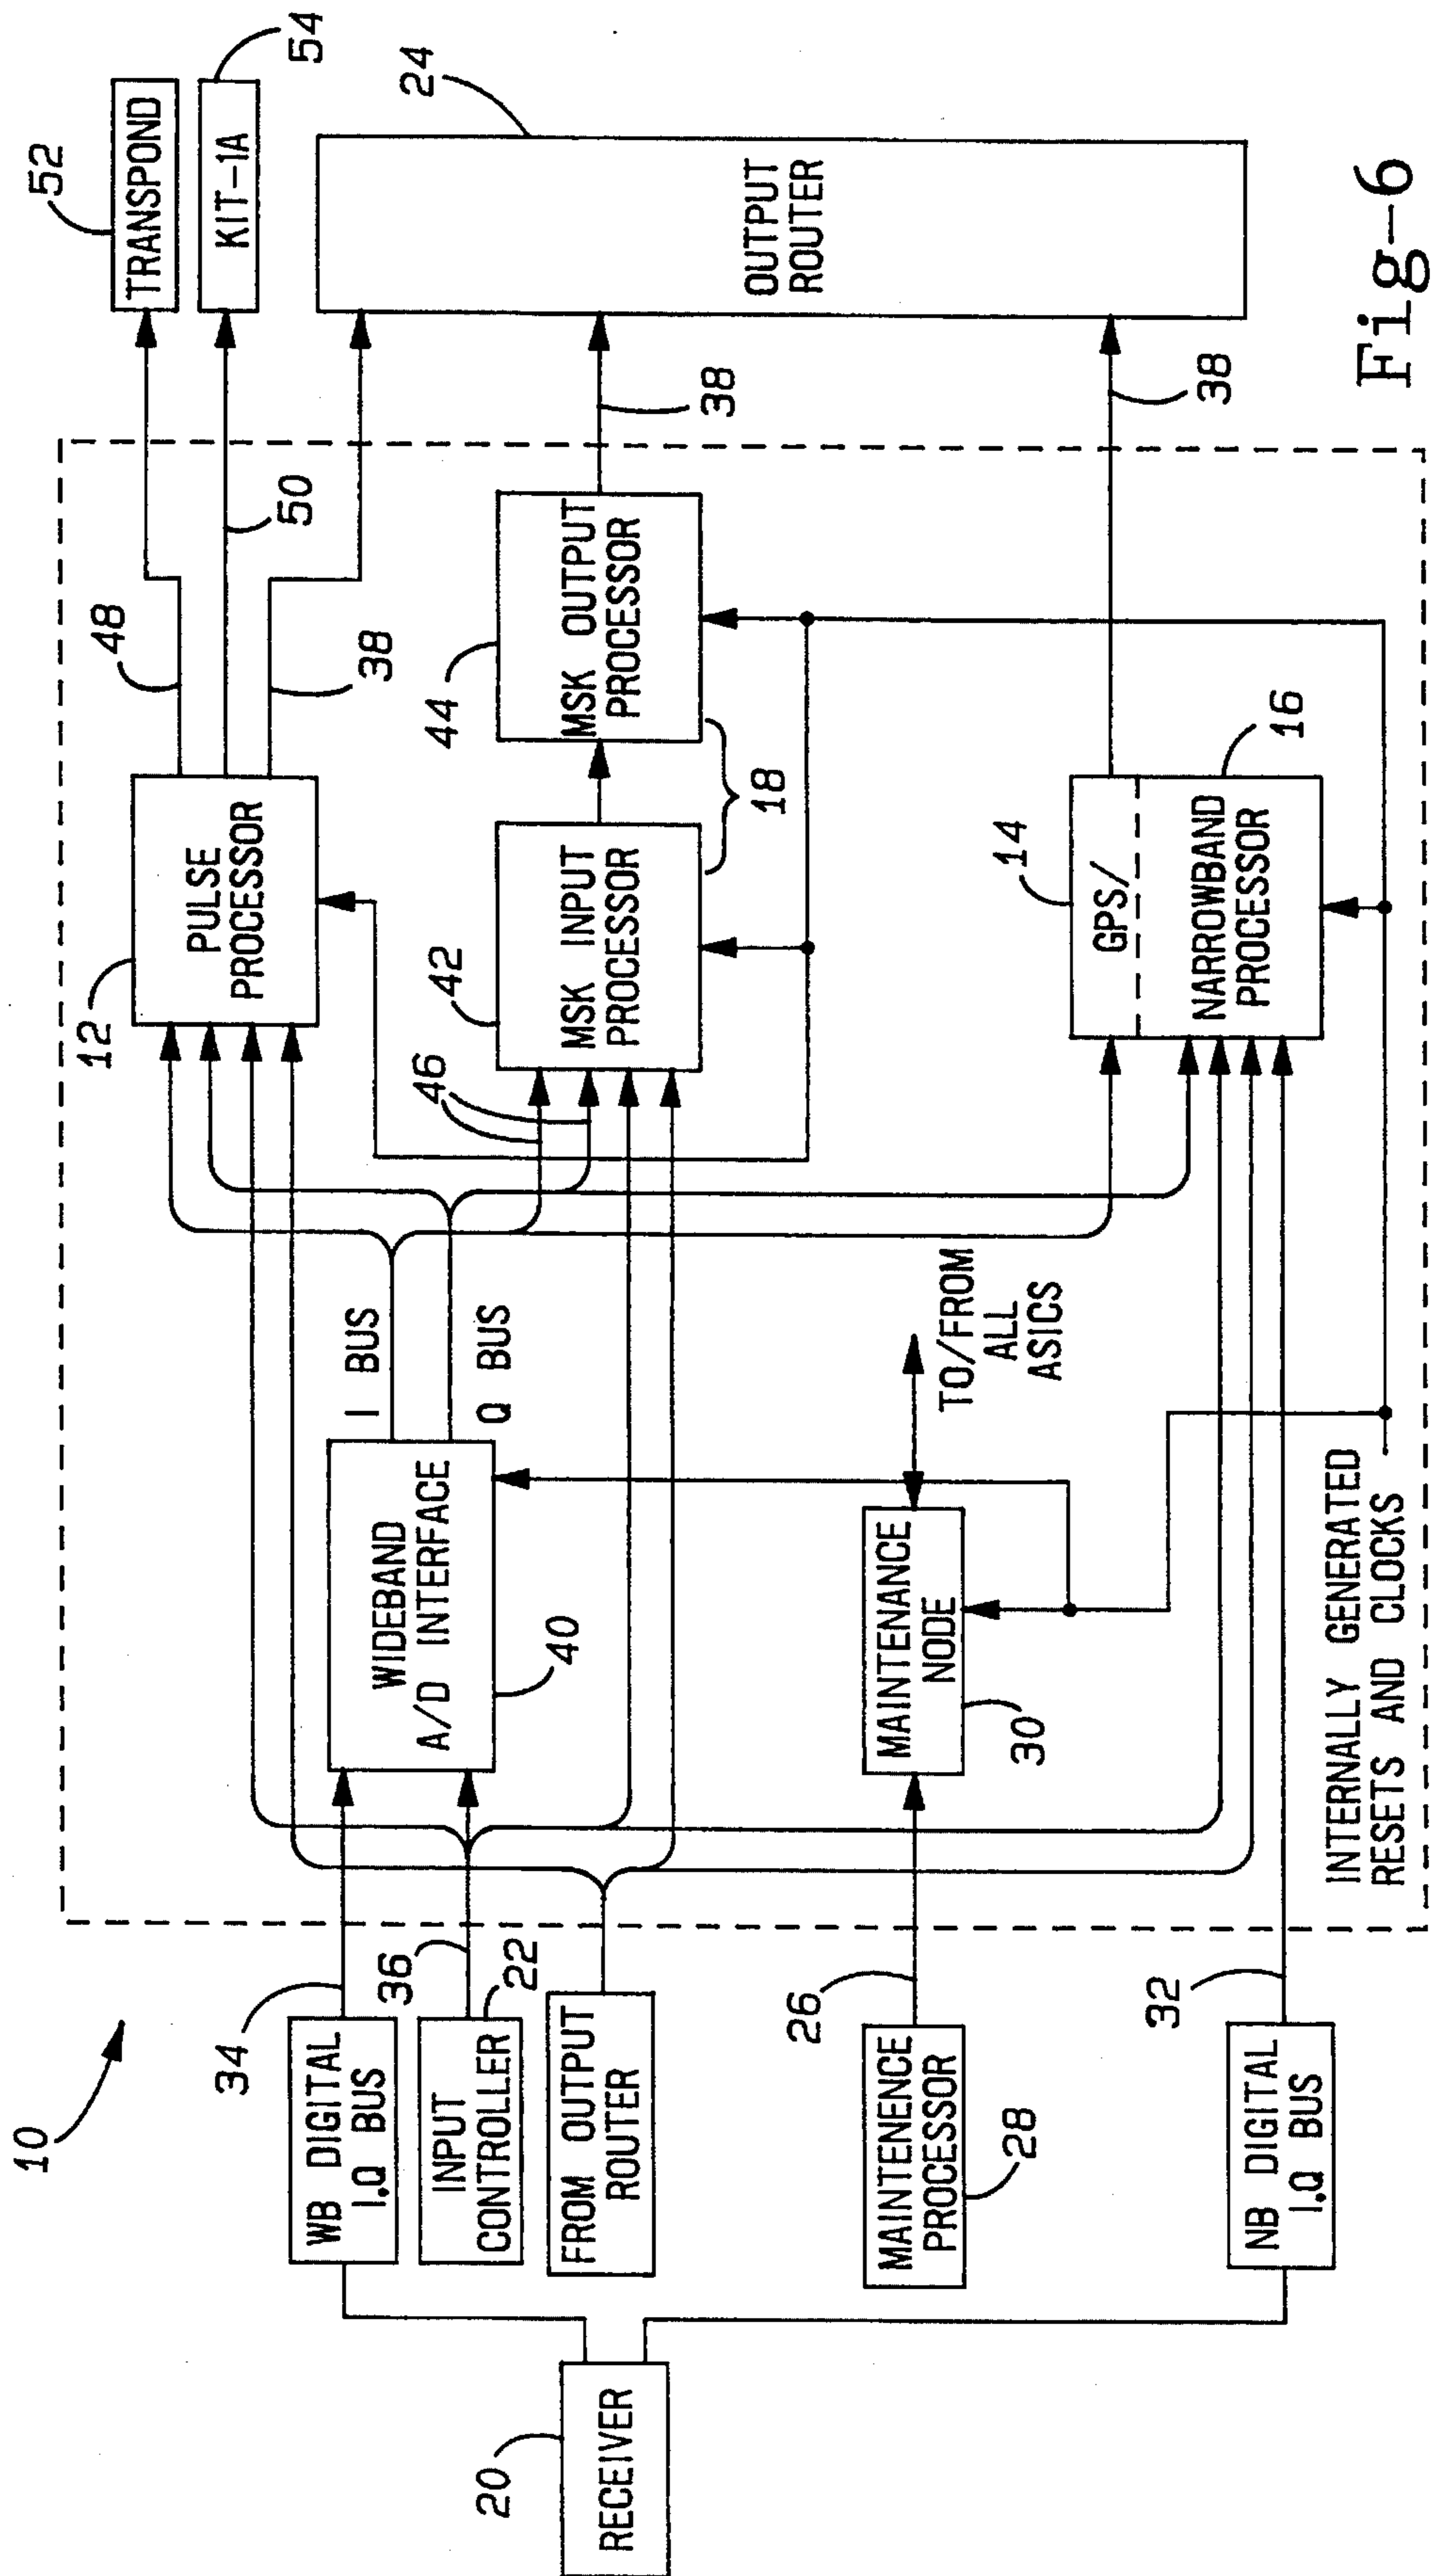 10
20
RECEIVER
34
WB DIGITAL
I.Q BUS
36
22
INPUT
CONTROLLER
FROM OUTPUT
ROUTER
26
MAINTENENCE
PROCESSOR
28
32
NB DIGITAL
I.Q BUS
WIDEBAND
A/D INTERFACE
40
I BUS
Q BUS
MAINTENANCE
NODE
30
TO/FROM
ALL
ASICS
INTERNALLY GENERATED
RESETS AND CLOCKS
12
PULSE
PROCESSOR
46
42
MSK INPUT
PROCESSOR
18
44
MSK OUTPUT
PROCESSOR
14
GPS/
NARROWBAND
PROCESSOR
16
48
50
38
38
38
52
TRANSPOND
KIT-1A
54
24
OUTPUT
ROUTER
Fig-6